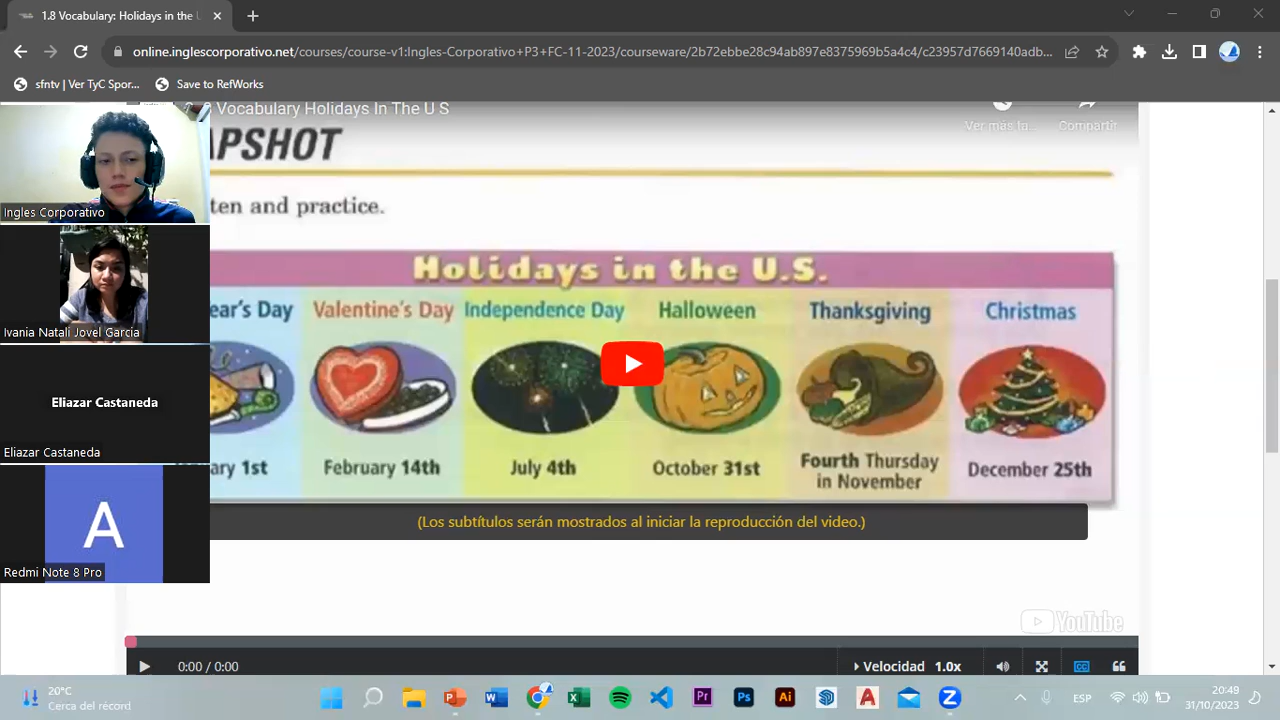 1.8 Vocabulary: Holidays in the U
online.inglescorporativo.net/courses/course-v1:Ingles-Corporativo+P3+FC-11-2023/courseware/2b72ebbe28c94ab897e8375969b5a4c4/c23957d7669140adb...
sfntv | Ver TyC Spor...
Save to RefWorks
Vocabulary Holidays In The U S
Ver más ta...
Compartir
APSHOT
ten and practice.
Holidays in the U.S.
ear's Day
Valentine's Day
Independence Day
Halloween
Thanksgiving
Christmas
ary 1st
February 14th
July 4th
October 31st
Fourth Thursday
in November
December 25th
(Los subtítulos serán mostrados al iniciar la reproducción del video.)
YouTube
0:00 / 0:00
Velocidad 1.0x
Ingles Corporativo
Ivania Natali Jovel Garcia
Eliazar Castaneda
Eliazar Castaneda
A
Redmi Note 8 Pro
20°C
Cerca del récord
ESP
20:49
31/10/2023